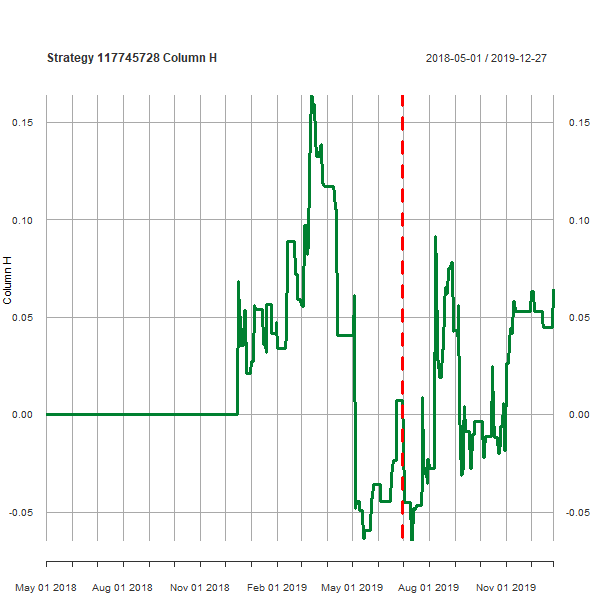 Strategy 117745728 Column H
2018-05-01 / 2019-12-27
0.15 0.15
0.10 0.10
0.05 0.05
0.00 0.00
-0.05 -0.05
Column H
May 01 2018 Aug 01 2018 Nov 01 2018 Feb 01 2019 May 01 2019 Aug 01 2019 Nov 01 2019